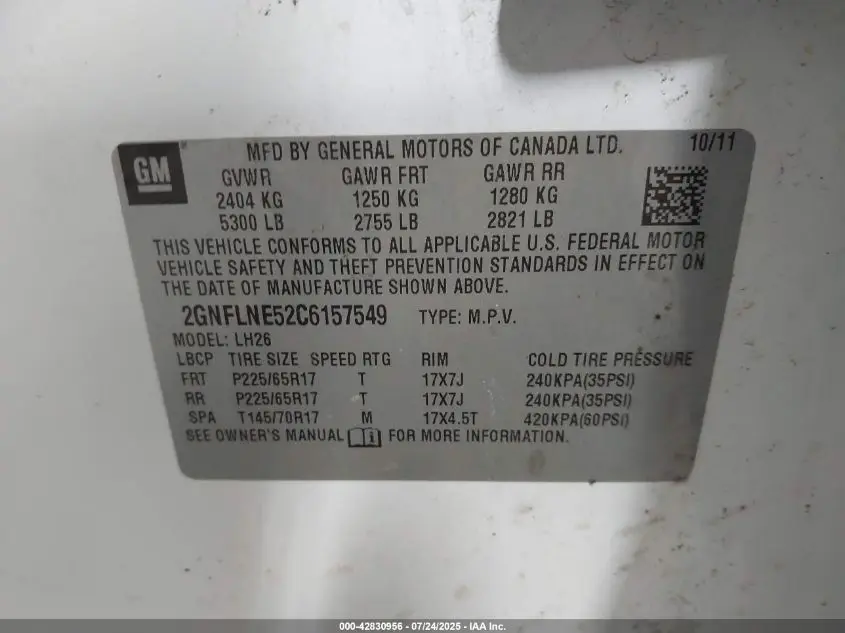 GM
MFD BY GENERAL MOTORS OF CANADA LTD. 10/11
GVWR GAWR FRT GAWR RR
2404 KG 1250 KG 1280 KG
5300 LB 2755 LB 2821 LB
THIS VEHICLE CONFORMS TO ALL APPLICABLE U.S. FEDERAL MOTOR
VEHICLE SAFETY AND THEFT PREVENTION STANDARDS IN EFFECT ON
THE DATE OF MANUFACTURE SHOWN ABOVE.
2GNFLNE52C6157549 TYPE: M.P.V.
MODEL: LH26
LBCP TIRE SIZE SPEED RTG RIM COLD TIRE PRESSURE
FRT P225/65R17 T 17X7J 240KPA(35PSI)
RR P225/65R17 T 17X7J 240KPA(35PSI)
SPA T145/70R17 M 17X4.5T 420KPA(60PSI)
SEE OWNER'S MANUAL FOR MORE INFORMATION.
000-42830956 - 07/24/2025 - IAA Inc.